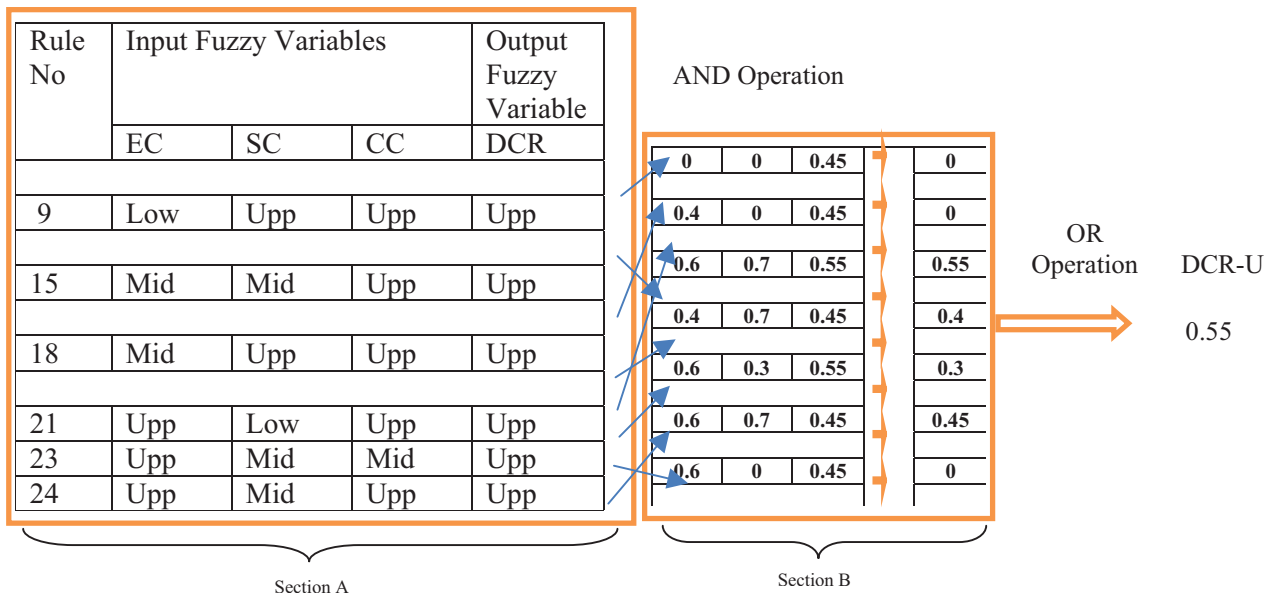 Rule No Input Fuzzy Variables Output Fuzzy Variable
EC SC CC DCR
9 Low Upp Upp Upp
15 Mid Mid Upp Upp
18 Mid Upp Upp Upp
21 Upp Low Upp Upp
23 Upp Mid Mid Upp
24 Upp Mid Upp Upp
Section A
AND Operation
0 0 0.45 0
0.4 0 0.45 0
0.6 0.7 0.55 0.55
0.4 0.7 0.45 0.4
0.6 0.3 0.55 0.3
0.6 0.7 0.45 0.45
0.6 0 0.45 0
Section B
OR
Operation
DCR-U
0.55